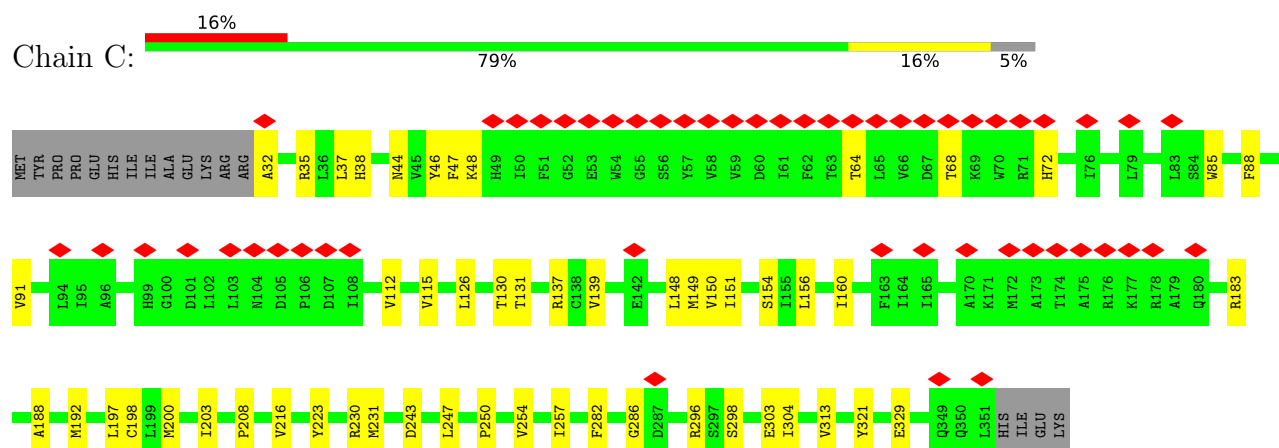 16%
Chain C:
79% 16% 5%
MET TYR PRO PRO GLU HIS ILE ILE ALA GLU LYS ARG ARG A32 R35 L36 L37 H38 N44 V45 Y46 F47 K48 H49 I50 F51 G52 E53 W54 G55 S56 Y57 V58 V59 D60 I61 F62 T63 T64 L65 V66 D67 T68 K69 W70 R71 H72 I76 L79 L83 S84 W85 F88
V91 L94 I95 A96 H99 G100 D101 L102 L103 N104 D105 P106 D107 I108 V112 V115 L126 T130 T131 R137 C138 V139 E142 L148 M149 V150 I151 S154 I155 L156 I160 F163 I164 I165 A170 K171 M172 A173 T174 A175 R176 K177 R178 A179 Q180 R183
A188 M192 L197 C198 L199 M200 I203 P208 V216 Y223 R230 M231 D243 L247 P250 V254 I257 F282 G286 D287 R296 S297 S298 E303 I304 V313 Y321 E329 Q349 Q350 L351 HIS ILE GLU LYS